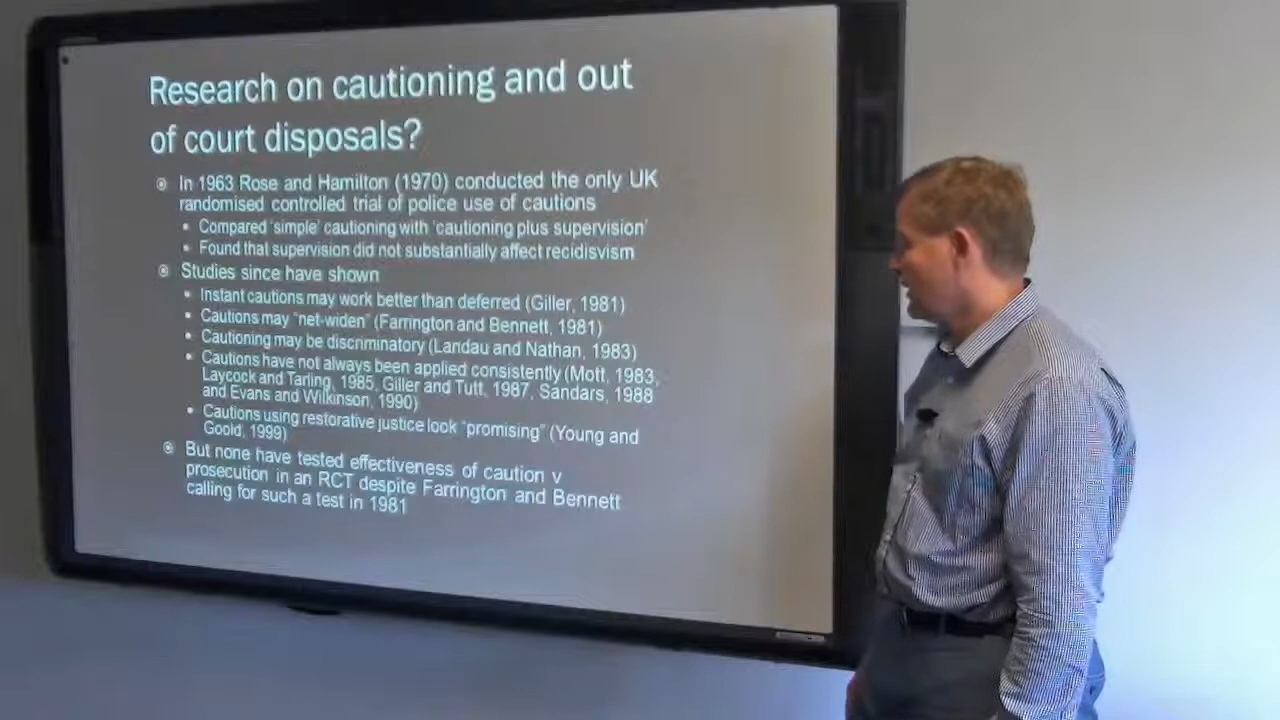 Research on cautioning and out
of court disposals?
In 1963 Rose and Hamilton (1970) conducted the only UK
randomised controlled trial of police use of cautions
Compared 'simple' cautioning with 'cautioning plus supervision'
Found that supervision did not substantially affect recidisvism
Studies since have shown
Instant cautions may work better than deferred (Giller, 1981)
Cautions may "net-widen" (Farrington and Bennett, 1981)
Cautioning may be discriminatory (Landau and Nathan, 1983)
Cautions have not always been applied consistently (Mott, 1983,
Laycock and Tarling, 1985, Giller and Tutt, 1987, Sandars, 1988
and Evans and Wilkinson, 1990)
Cautions using restorative justice look "promising" (Young and
Goold, 1999)
But none have tested effectiveness of caution v
prosecution in an RCT despite Farrington and Bennett
calling for such a test in 1981